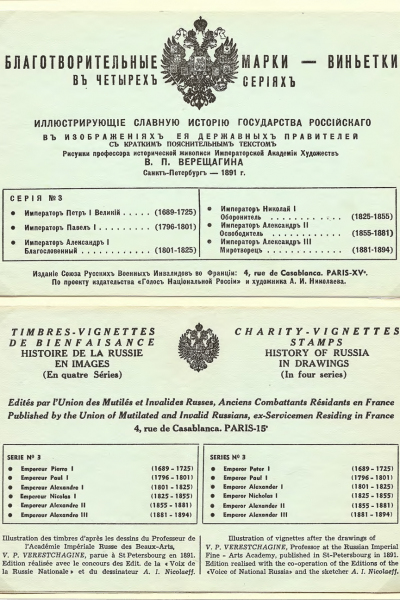 БЛАГОТВОРИТЕЛЬНЫЕ МАРКИ — ВИНЬЕТКИ
ВЪ ЧЕТЫРЕХЪ СЕРІЯХЪ
ИЛЛЮСТРИРУЮЩІЕ СЛАВНУЮ ИСТОРІЮ ГОСУДАРСТВА РОССІЙСКАГО
ВЪ ИЗОБРАЖЕНІЯХЪ ЕЯ ДЕРЖАВНЫХЪ ПРАВИТЕЛЕЙ
СЪ КРАТКИМЪ ПОЯСНИТЕЛЬНЫМЪ ТЕКСТОМЪ
Рисунки профессора исторической живописи Императорской Академіи Художествъ
В. П. ВЕРЕЩАГИНА
Санктъ-Петербургъ — 1891 г.
СЕРІЯ №3
● Императоръ Петръ I Великій . . . . . (1689-1725)
● Императоръ Павелъ I . . . . . (1796-1801)
● Императоръ Александръ I
Благословенный . . . . . (1801-1825)
● Императоръ Николай I
Оборонитель . . . . . (1825-1855)
● Императоръ Александръ II
Освободитель . . . . . (1855-1881)
● Императоръ Александръ III
Миротворецъ . . . . . (1881-1894)
Изданіе Союза Русскихъ Военныхъ Инвалидовъ во Франціи: 4, rue de Casablanca. PARIS-XVᵉ.
По проекту издательства «Голосъ Національной Россіи» и художника А. И. Николаева.
TIMBRES-VIGNETTES
DE BIENFAISANCE
HISTOIRE DE LA RUSSIE
EN IMAGES
(En quatre Séries)
CHARITY-VIGNETTES
STAMPS
HISTORY OF RUSSIA
IN DRAWINGS
(In four series)
Edités par l'Union des Mutilés et Invalides Russes, Anciens Combattants Résidants en France
Published by the Union of Mutilated and Invalid Russians, ex-Servicemen Residing in France
4, rue de Casablanca. PARIS-15ᵉ
SERIE № 3
● Empereur Pierre I (1689 - 1725)
● Empereur Paul I (1796 - 1801)
● Empereur Alexandre I (1801 - 1825)
● Empereur Nicolas I (1825 - 1855)
● Empereur Alexandre II (1855 - 1881)
● Empereur Alexandre III (1881 - 1894)
SERIES № 3
● Emperor Peter I (1689 - 1725)
● Emperor Paul I (1796 - 1801)
● Emperor Alexander I (1801 - 1825)
● Emperor Nicholas I (1825 - 1855)
● Emperor Alexander II (1855 - 1881)
● Emperor Alexander III (1881 - 1894)
Illustration des timbres d'après les dessins du Professeur de
l'Académie Impériale Russe des Beaux-Arts,
V. P. VERESTCHAGINE, parue à St Petersbourg en 1891.
Edition réalisée avec le concours des Edit. de la «Voix de
la Russie Nationale» et du dessinateur A. I. Nicolaeff.
Illustration of vignettes after the drawings of
V. P. VERESTCHAGINE, Professor at the Russian Imperial
Fine - Arts Academy, published in St-Petersbourg in 1891.
Edition realised with the co-operation of the Editions of the
«Voice of National Russia» and the sketcher A. I. Nicolaeff.